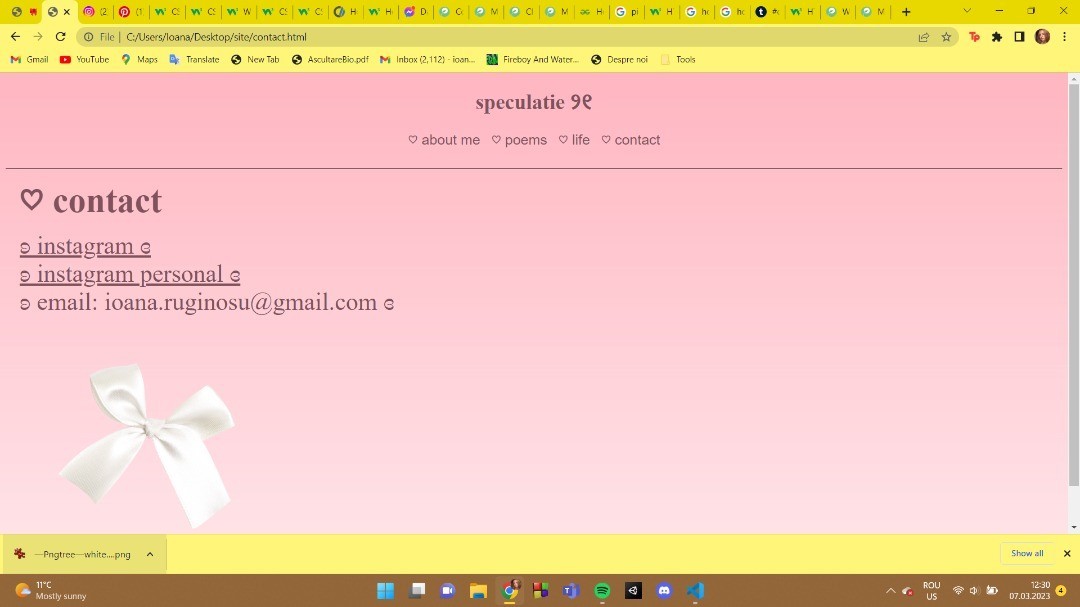 (2
(1
C
C
W
C
C
H
H
D
C
M
Cl
M
H
pi
H
h
h
#
H
W
M
File | C:/Users/Ioana/Desktop/site/contact.html
Gmail YouTube Maps Translate New Tab AscultareBio.pdf Inbox (2,112) - ioan... Fireboy And Water... Despre noi Tools
speculatie ୨୧
♡ about me ♡ poems ♡ life ♡ contact
♡ contact
ʚ instagram ɞ
ʚ instagram personal ɞ
ʚ email: ioana.ruginosu@gmail.com ɞ
—Pngtree—white....png
Show all
11°C
Mostly sunny
ROU
US
12:30
07.03.2023
4